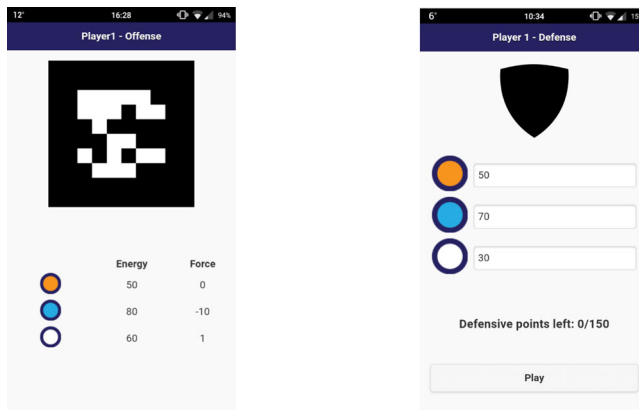 12° 16:28 94%
Player1 - Offense
Energy Force
50 0
80 -10
60 1
6° 10:34 15
Player 1 - Defense
50
70
30
Defensive points left: 0/150
Play